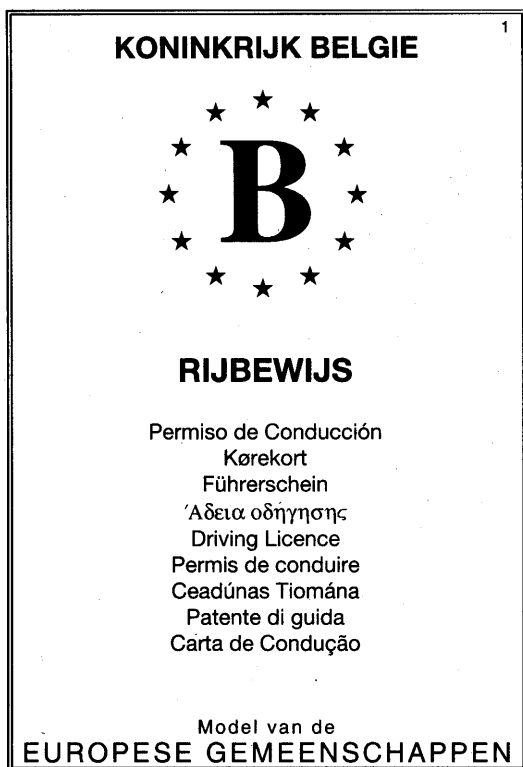 1
KONINKRIJK BELGIE
B
RIJBEWIJS
Permiso de Conducción
Kørekort
Führerschein
Άδεια οδήγησης
Driving Licence
Permis de conduire
Ceadúnas Tiomána
Patente di guida
Carta de Condução
Model van de
EUROPESE GEMEENSCHAPPEN